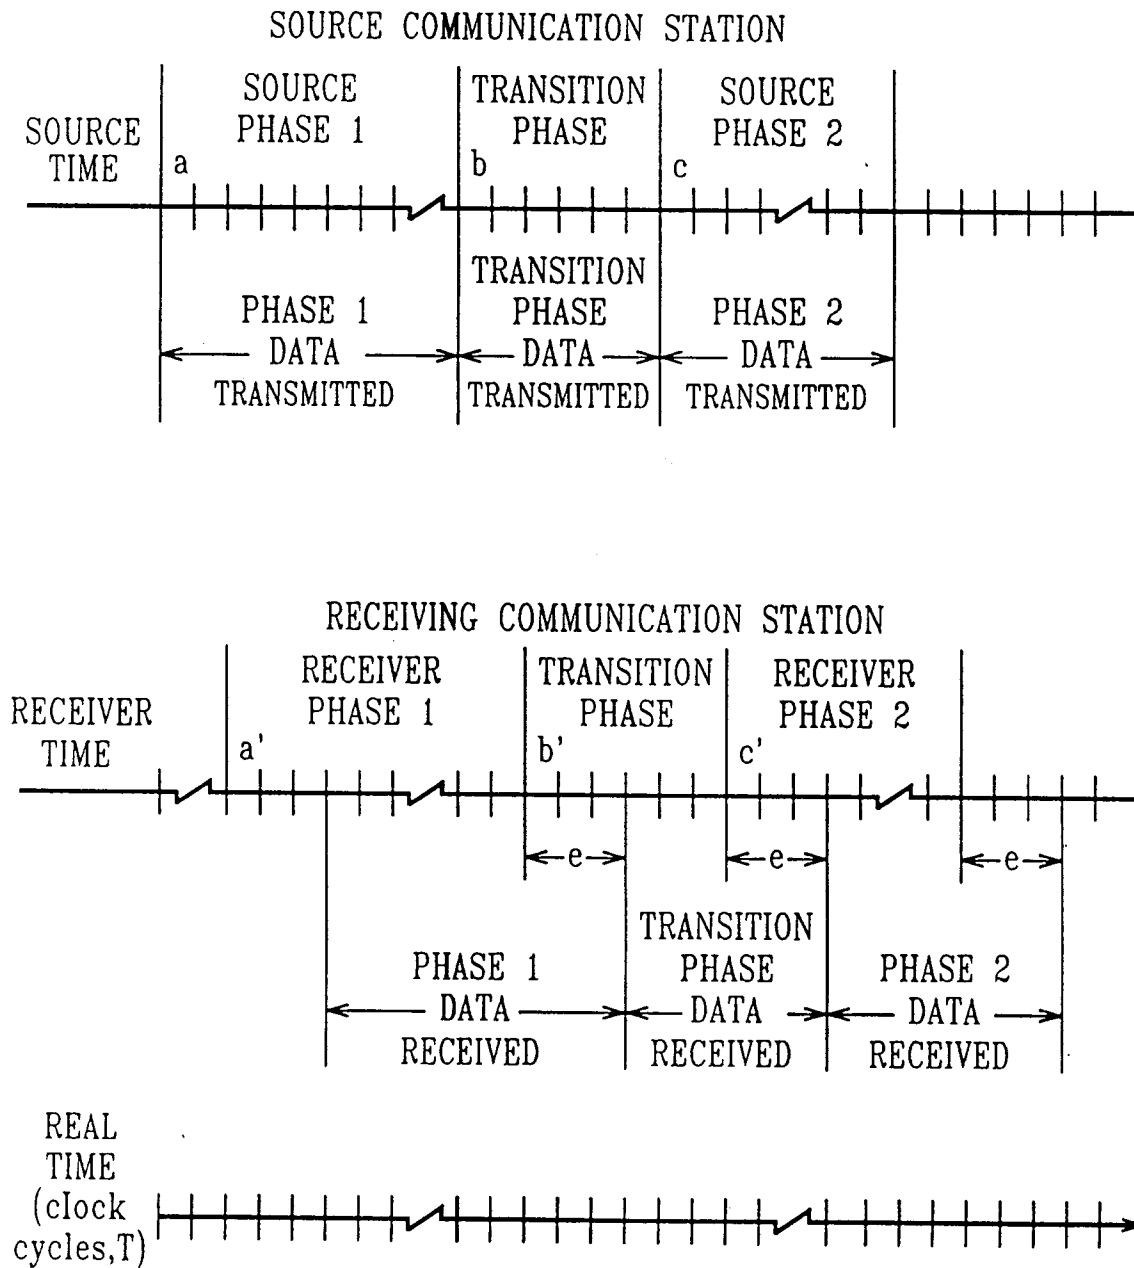 SOURCE COMMUNICATION STATION
SOURCE
PHASE 1
TRANSITION
PHASE
SOURCE
PHASE 2
SOURCE
TIME
a
b
c
PHASE 1
DATA
TRANSMITTED
TRANSITION
PHASE
DATA
TRANSMITTED
PHASE 2
DATA
TRANSMITTED
RECEIVING COMMUNICATION STATION
RECEIVER
PHASE 1
TRANSITION
PHASE
RECEIVER
PHASE 2
RECEIVER
TIME
a'
b'
c'
e
e
e
PHASE 1
DATA
RECEIVED
TRANSITION
PHASE
DATA
RECEIVED
PHASE 2
DATA
RECEIVED
REAL
TIME
(clock
cycles,T)